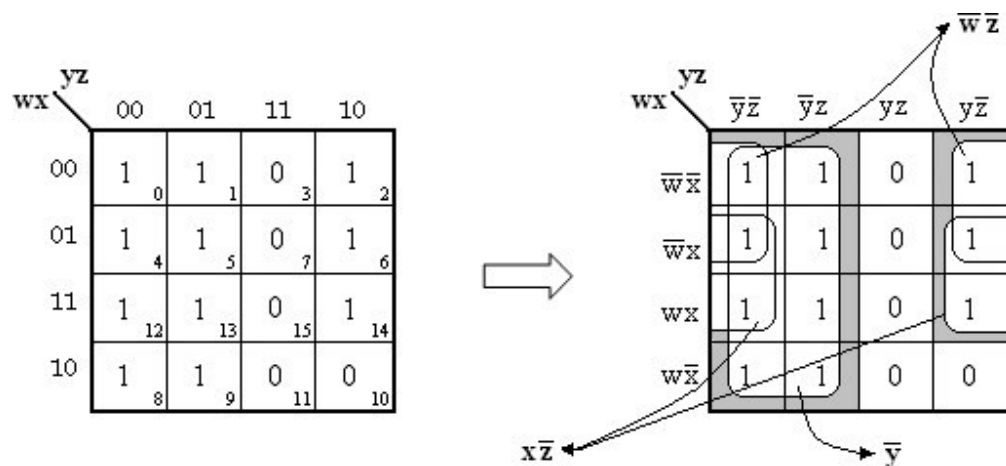 w̅ z̅
yz yz
wx 00 01 11 10 wx y̅z̅ y̅z yz yz̅
00 1 0 1 1 0 3 1 2 w̅x̅ 1 1 0 1
01 1 4 1 5 0 7 1 6 w̅x 1 1 0 1
11 1 12 1 13 0 15 1 14 wx 1 1 0 1
10 1 8 1 9 0 11 0 10 wx̅ 1 1 0 0
xz̅ y̅